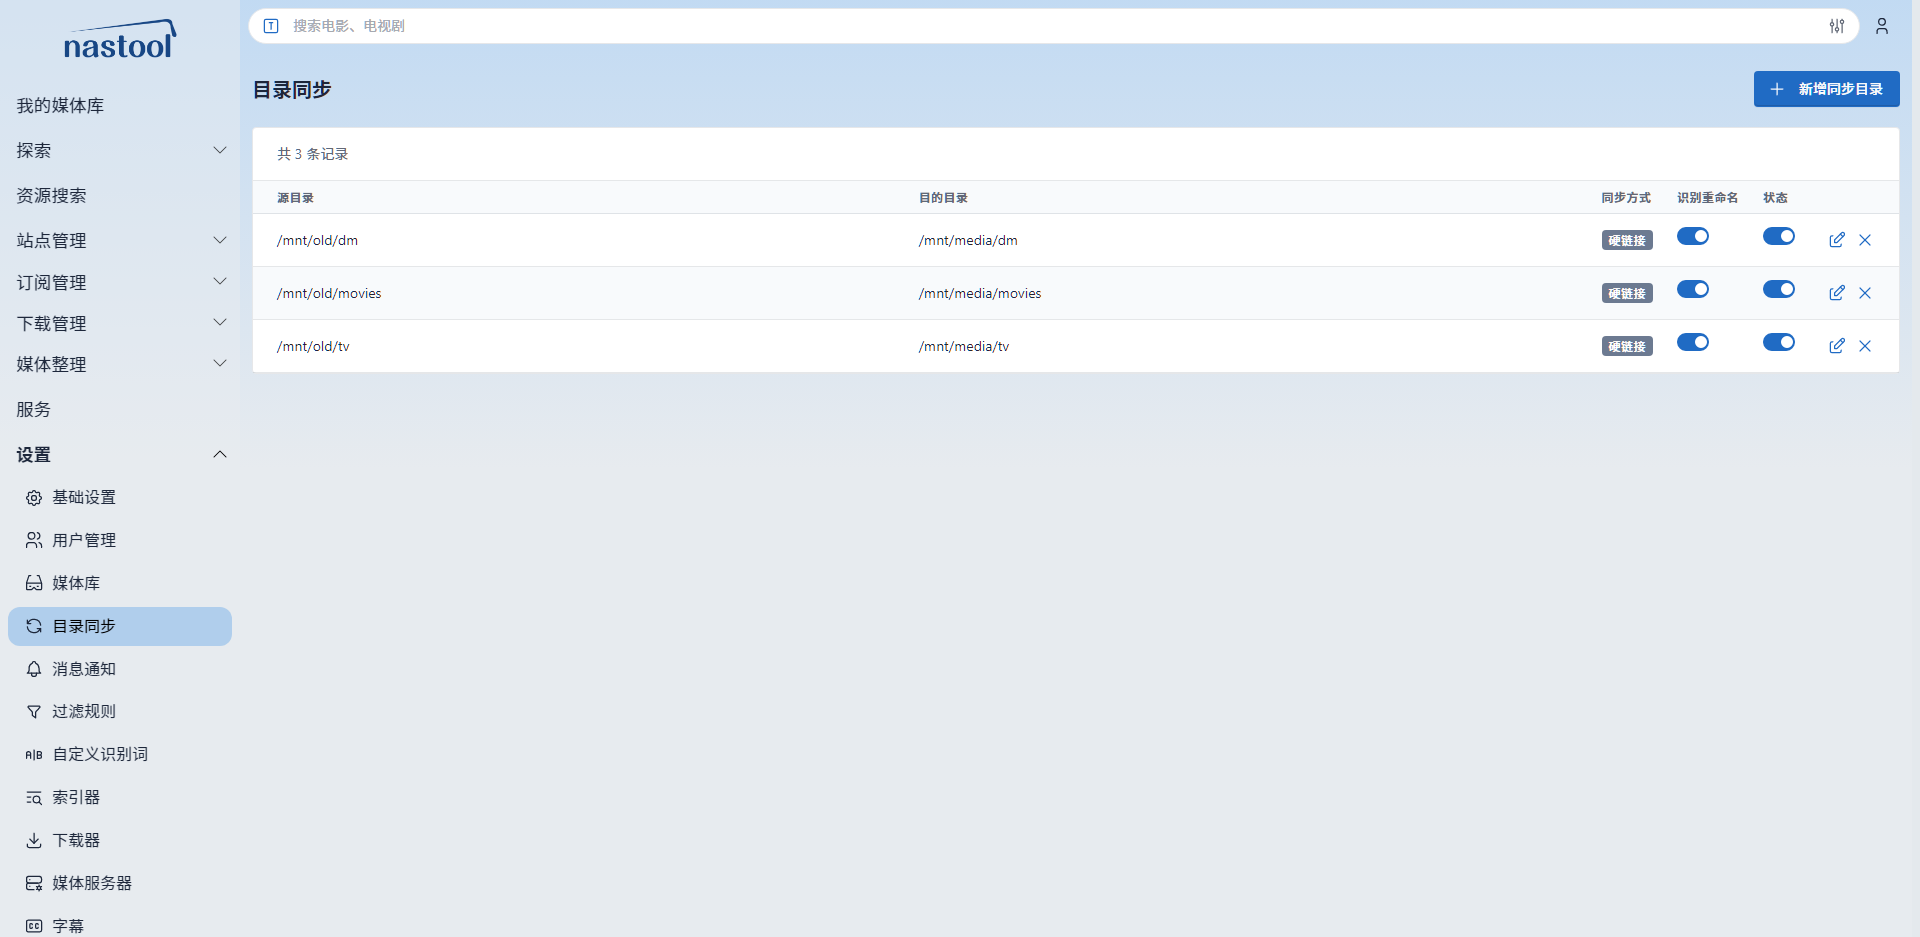 nastool
我的媒体库
探索
资源搜索
站点管理
订阅管理
下载管理
媒体整理
服务
设置
基础设置
用户管理
媒体库
目录同步
消息通知
过滤规则
A|B 自定义识别词
索引器
下载器
媒体服务器
CC 字幕
T 搜索电影、电视剧
目录同步
新增同步目录
共 3 条记录
源目录 目的目录 同步方式 识别重命名 状态
/mnt/old/dm /mnt/media/dm 硬链接
/mnt/old/movies /mnt/media/movies 硬链接
/mnt/old/tv /mnt/media/tv 硬链接